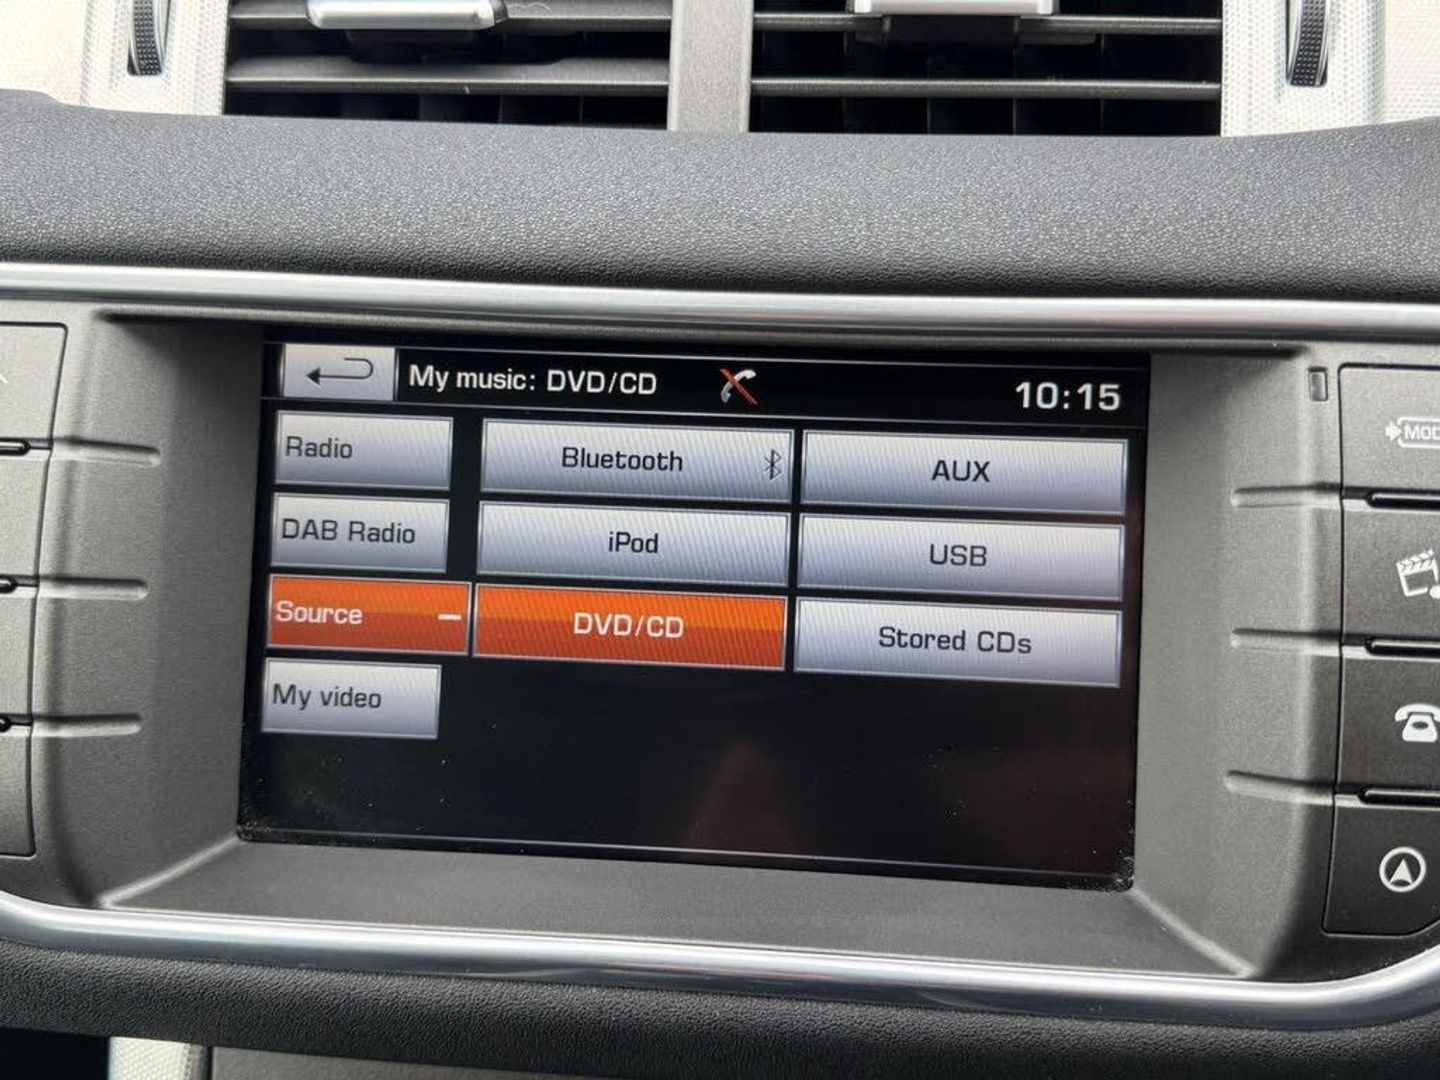 My music: DVD/CD
10:15
Radio
Bluetooth
AUX
DAB Radio
iPod
USB
Source
DVD/CD
Stored CDs
My video